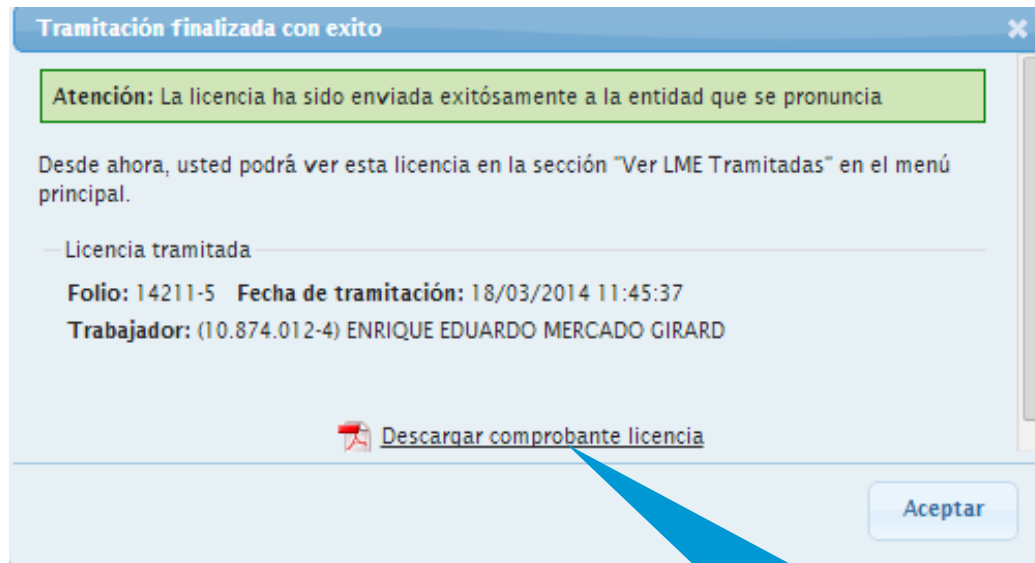 Tramitación finalizada con exito
Atención: La licencia ha sido enviada exitósamente a la entidad que se pronuncia
Desde ahora, usted podrá ver esta licencia en la sección "Ver LME Tramitadas" en el menú
principal.
Licencia tramitada
Folio: 14211-5 Fecha de tramitación: 18/03/2014 11:45:37
Trabajador: (10.874.012-4) ENRIQUE EDUARDO MERCADO GIRARD
Descargar comprobante licencia
Aceptar